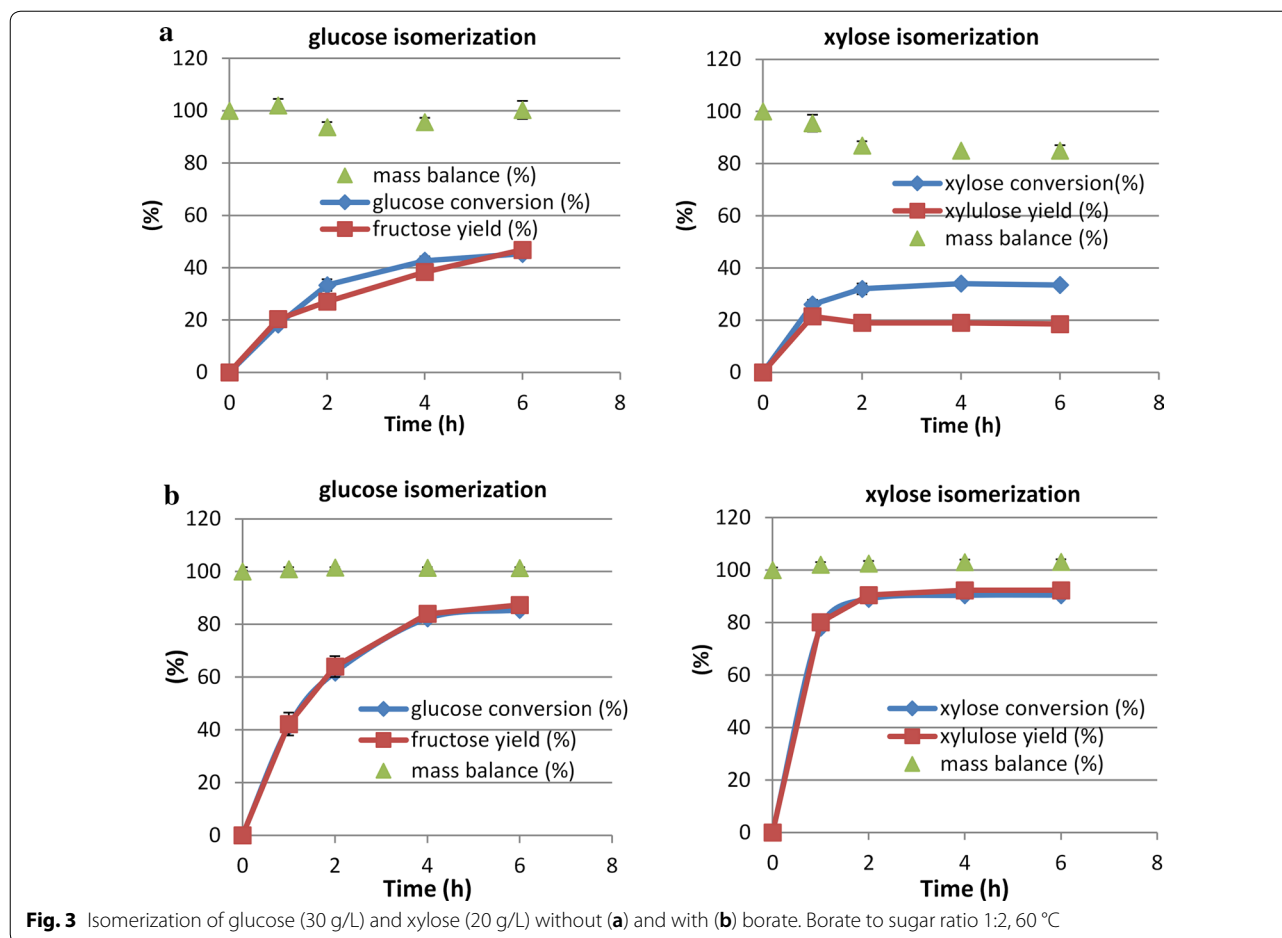 a
glucose isomerization
120
100
80
60
40
20
0
(%)
mass balance (%)
glucose conversion (%)
fructose yield (%)
0 2 4 6 8
Time (h)
xylose isomerization
120
100
80
60
40
20
0
(%)
xylose conversion(%)
xylulose yield (%)
mass balance (%)
0 2 4 6 8
Time (h)
b
glucose isomerization
120
100
80
60
40
20
0
(%)
glucose conversion (%)
fructose yield (%)
mass balance (%)
0 2 4 6 8
Time (h)
xylose isomerization
120
100
80
60
40
20
0
(%)
xylose conversion (%)
xylulose yield (%)
mass balance (%)
0 2 4 6 8
Time (h)
Fig. 3 Isomerization of glucose (30 g/L) and xylose (20 g/L) without (a) and with (b) borate. Borate to sugar ratio 1:2, 60 °C